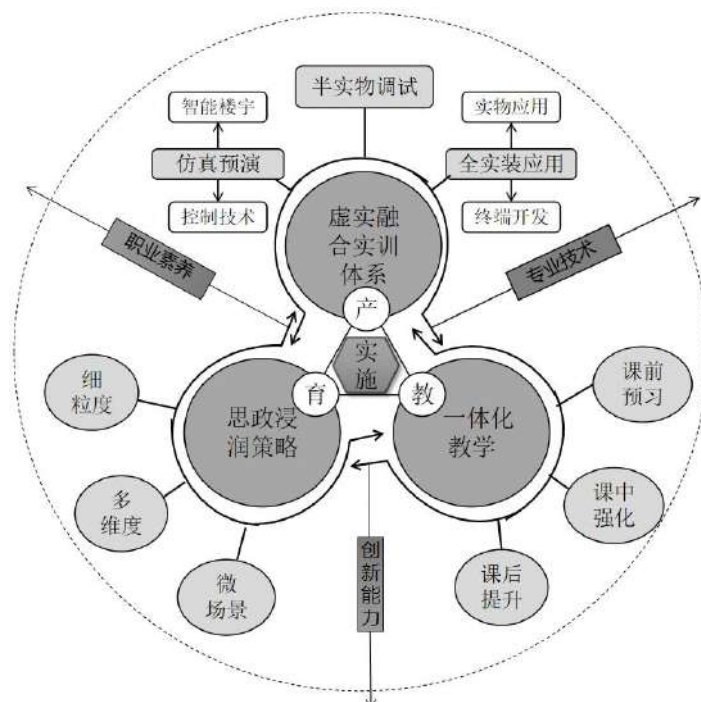 半实物调试
智能楼宇
实物应用
仿真预演
全实装应用
控制技术
终端开发
虚实融
合实训
体系
职业素养
专业技术
产
实
施
育
教
细
粒度
思政浸
润策略
一体化
教学
课前
预习
多
维度
课中
强化
微
场景
创新能力
课后
提升